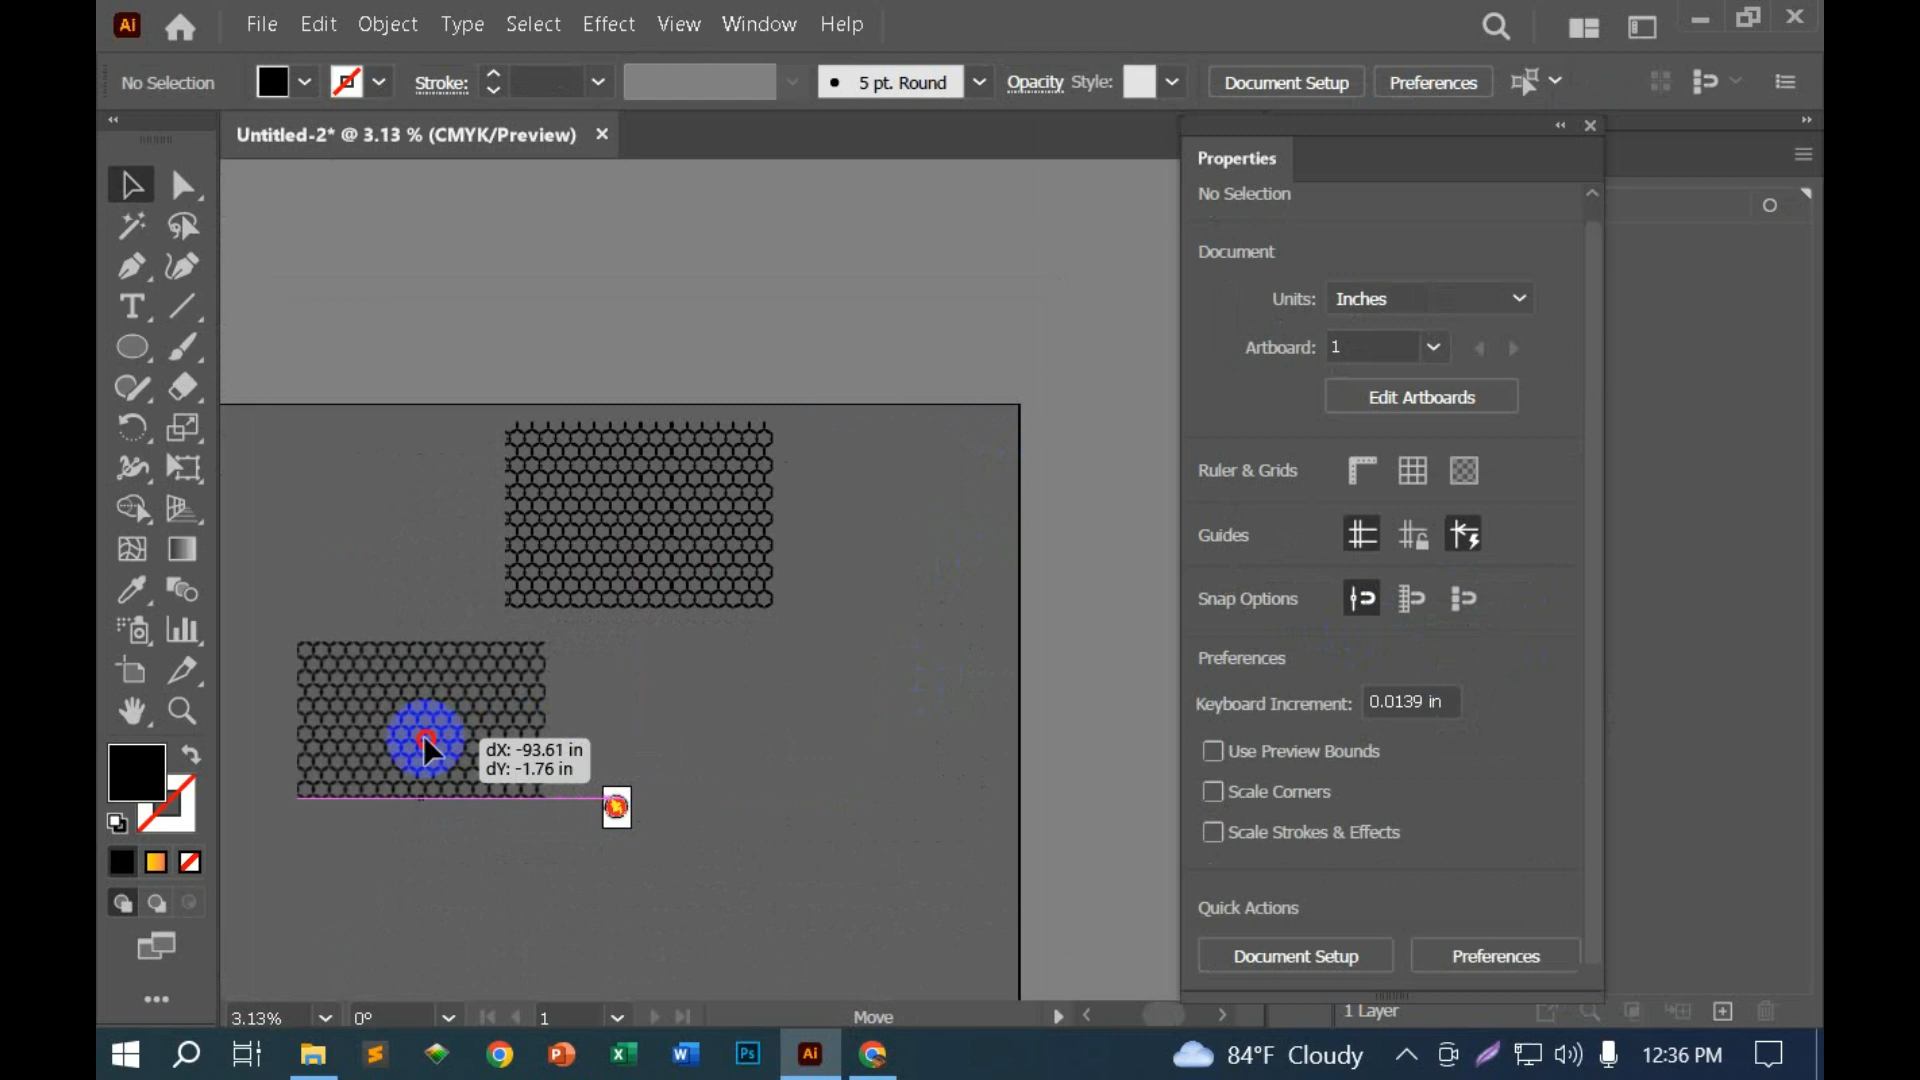 Ai File Edit Object Type Select Effect View Window Help
No Selection Stroke: 5 pt. Round Opacity Style: Document Setup Preferences
Untitled-2* @ 3.13 % (CMYK/Preview)
Properties
No Selection
Document
Units: Inches
Artboard: 1
Edit Artboards
Ruler & Grids
Guides
Snap Options
Preferences
Keyboard Increment: 0.0139 in
Use Preview Bounds
Scale Corners
Scale Strokes & Effects
Quick Actions
Document Setup Preferences
dX: -93.61 in
dY: -1.76 in
T
3.13% 0° 1 Move
1 Layer
P X W Ps Ai 84°F Cloudy 12:36 PM